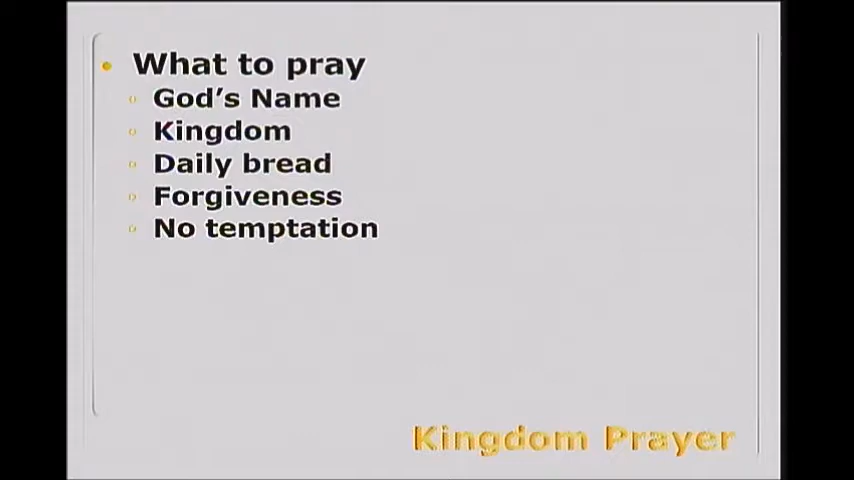 What to pray
God's Name
Kingdom
Daily bread
Forgiveness
No temptation
Kingdom Prayer